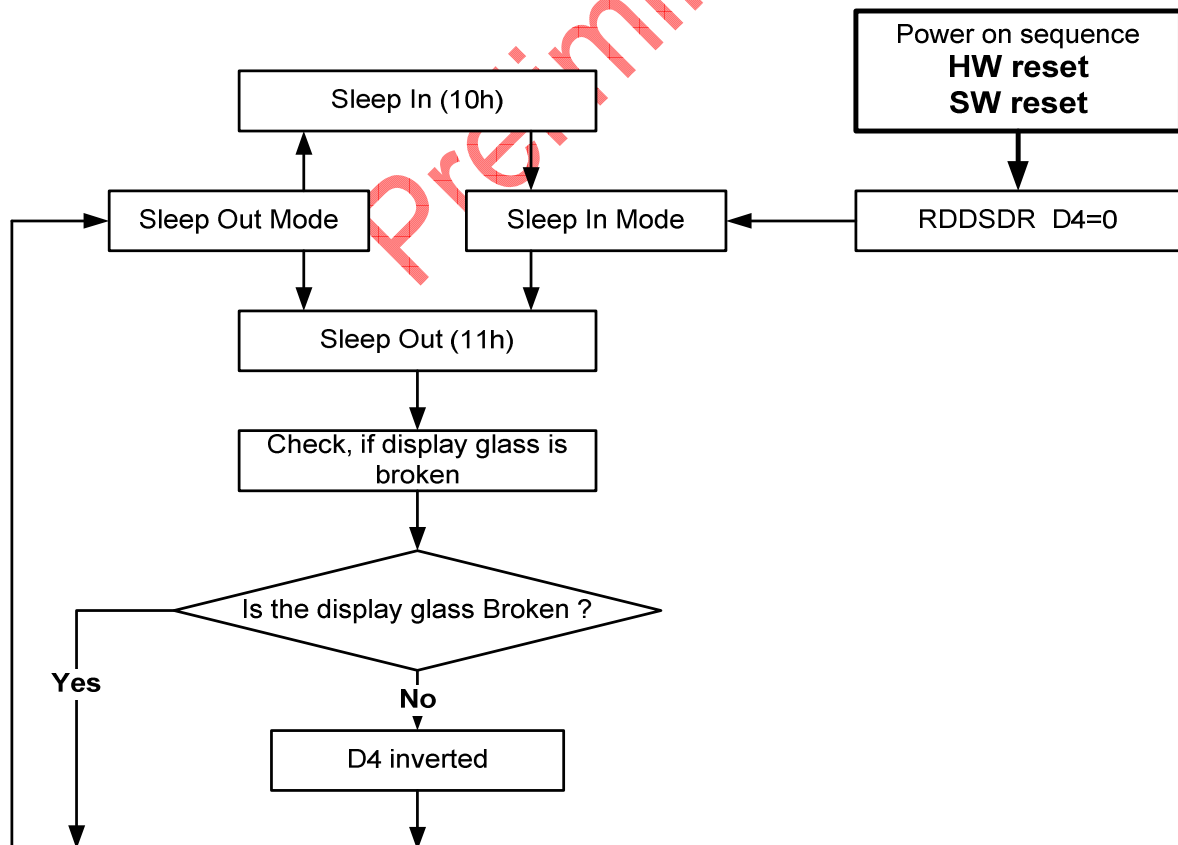 Power on sequence
HW reset
SW reset
Sleep In (10h)
Sleep Out Mode
Sleep In Mode
RDDSDR D4=0
Sleep Out (11h)
Check, if display glass is
broken
Is the display glass Broken ?
Yes
No
D4 inverted